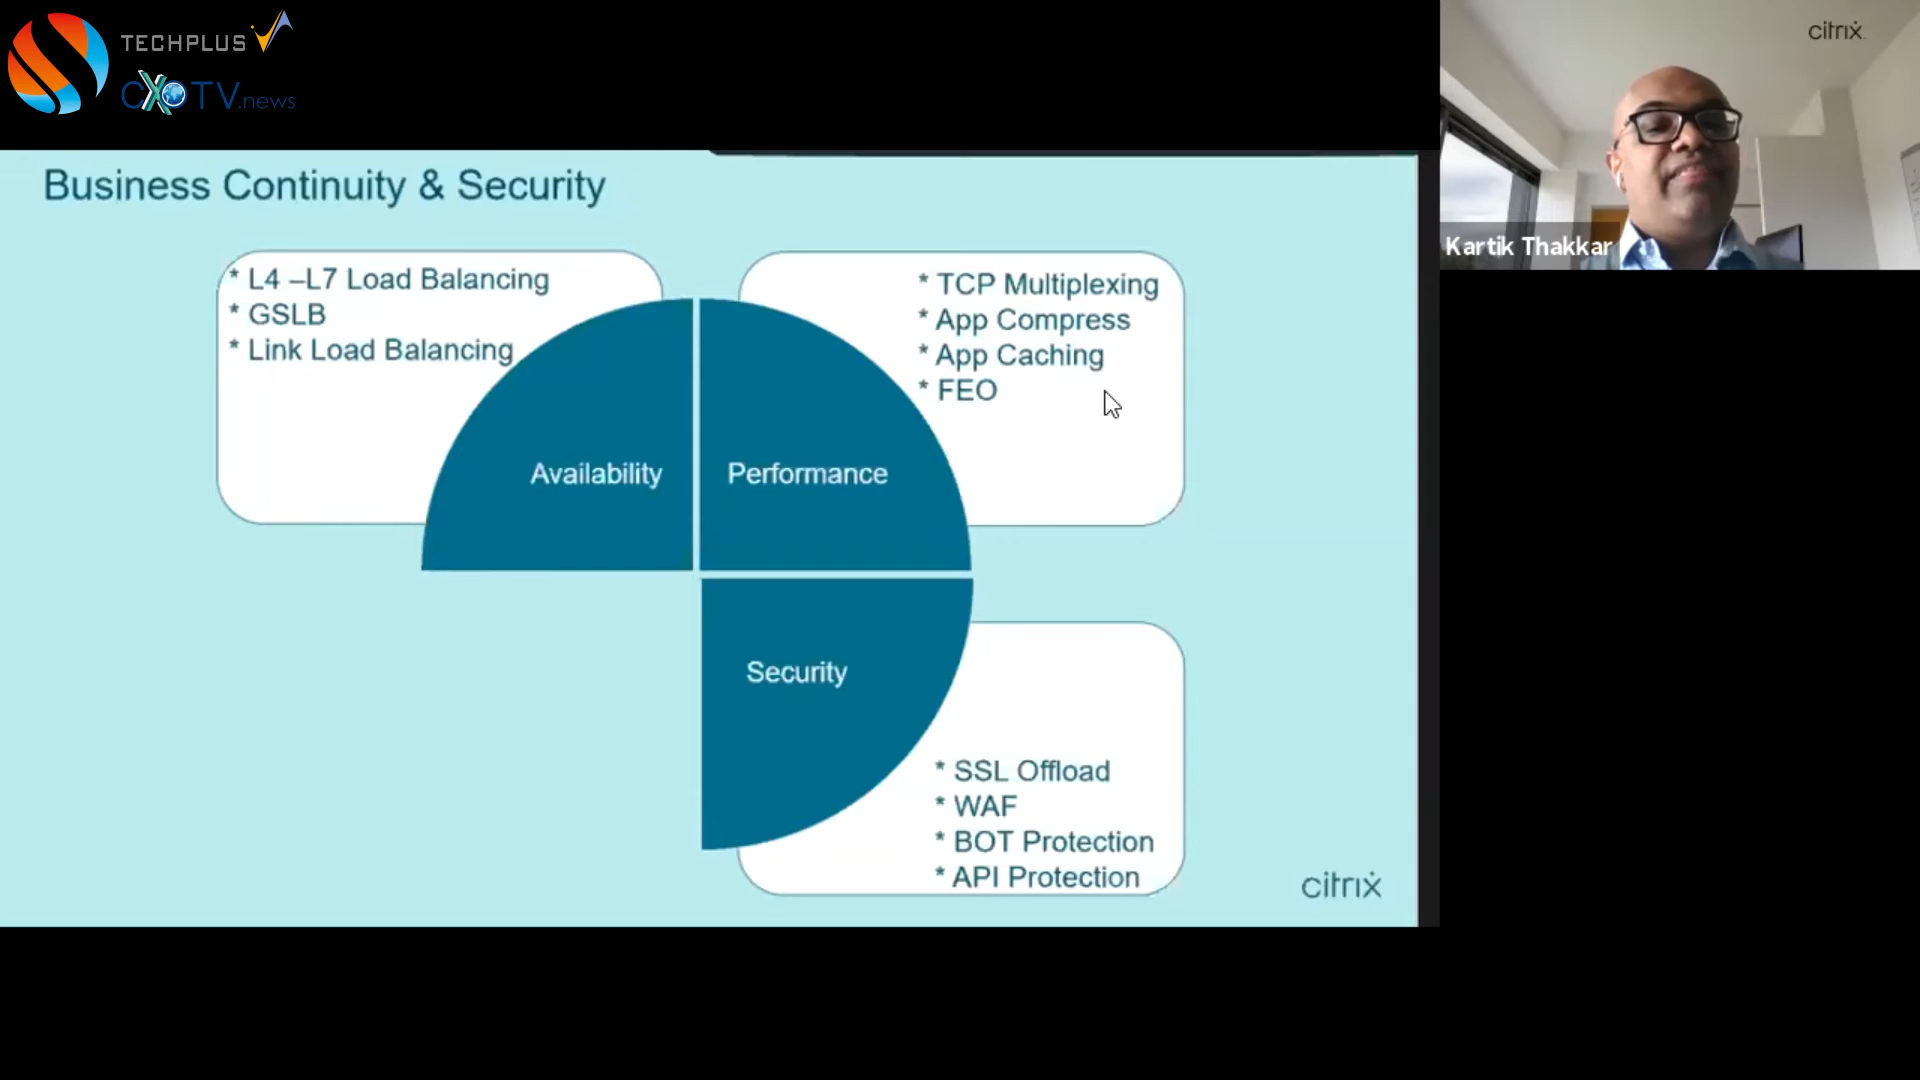 TECHPLUS
CXOTV.news
citrix
Kartik Thakkar
Business Continuity & Security
* L4 –L7 Load Balancing
* GSLB
* Link Load Balancing
* TCP Multiplexing
* App Compress
* App Caching
* FEO
Availability
Performance
Security
* SSL Offload
* WAF
* BOT Protection
* API Protection
citrix